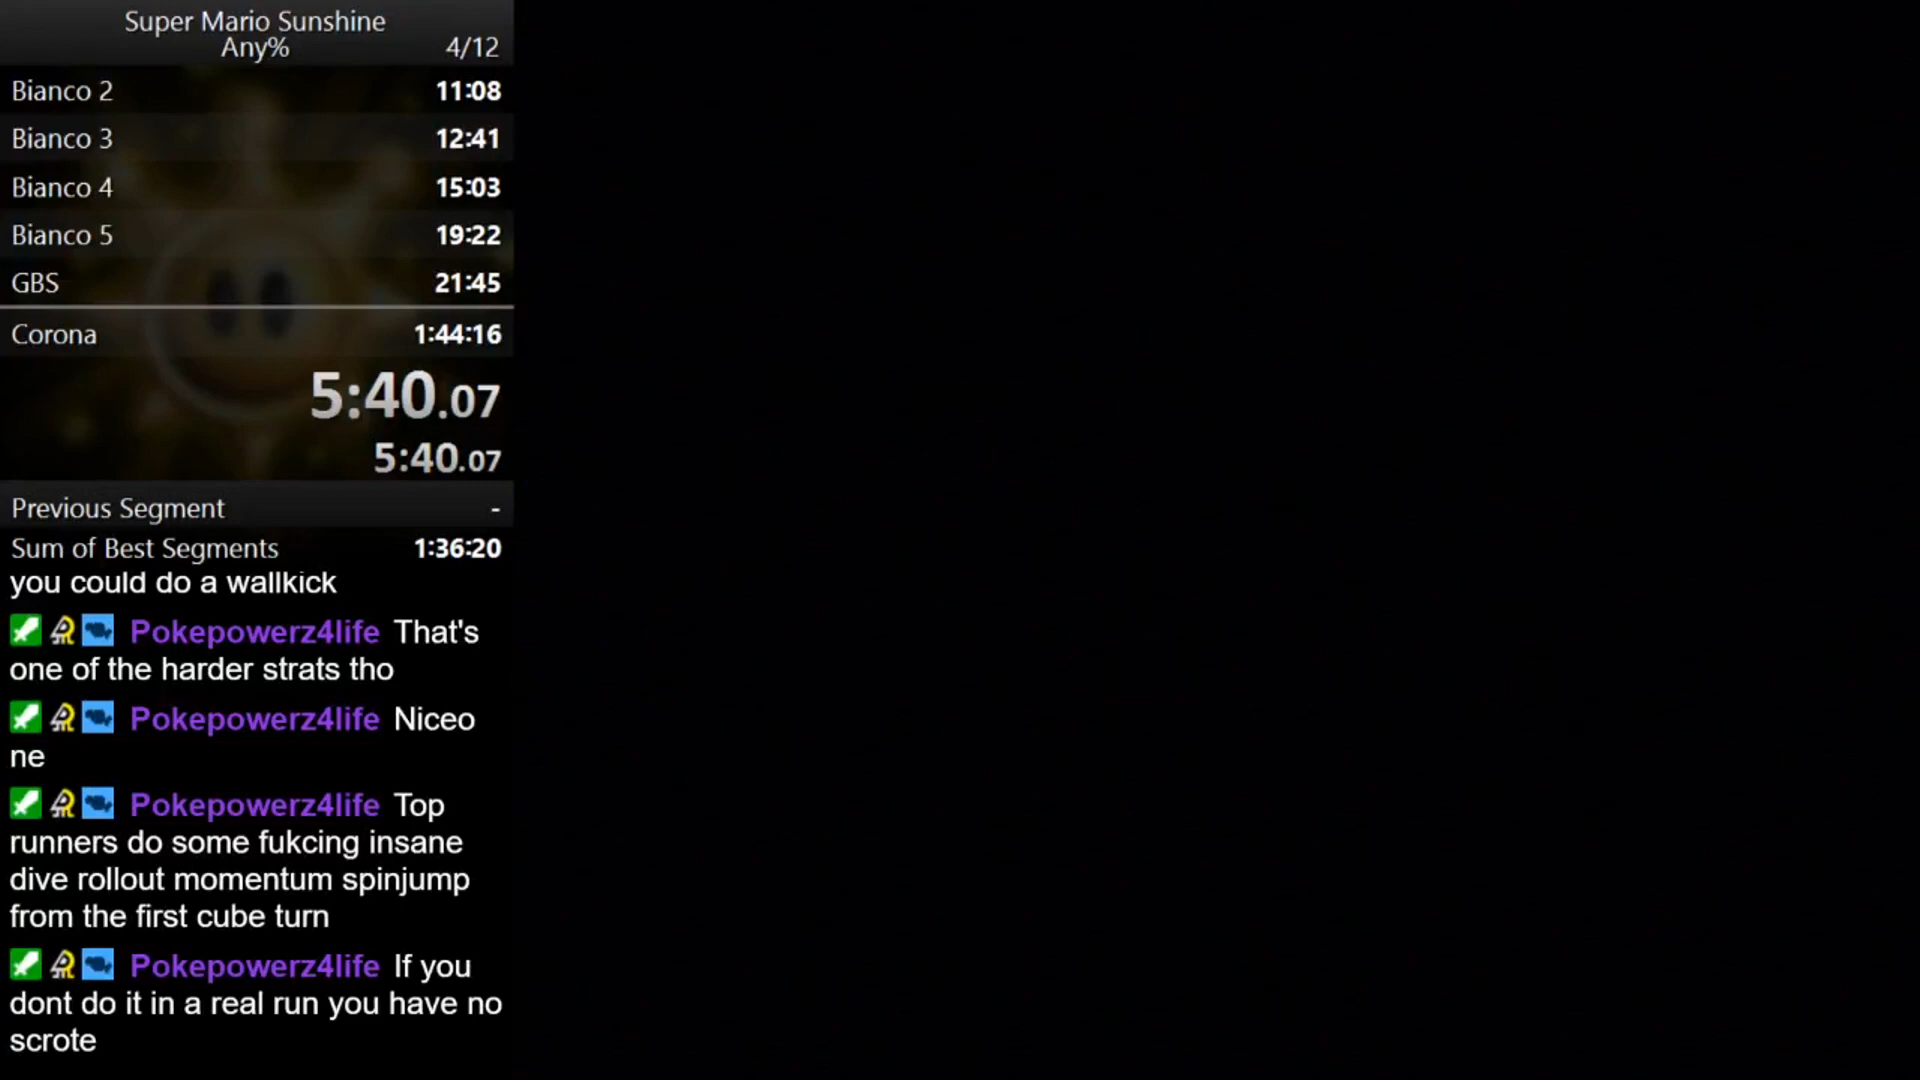 Super Mario Sunshine
Any%
4/12
Bianco 2 11:08
Bianco 3 12:41
Bianco 4 15:03
Bianco 5 19:22
GBS 21:45
Corona 1:44:16
5:40.07
5:40.07
Previous Segment -
Sum of Best Segments 1:36:20
you could do a wallkick
Pokepowerz4life That's
one of the harder strats tho
Pokepowerz4life Niceo
ne
Pokepowerz4life Top
runners do some fukcing insane
dive rollout momentum spinjump
from the first cube turn
Pokepowerz4life If you
dont do it in a real run you have no
scrote